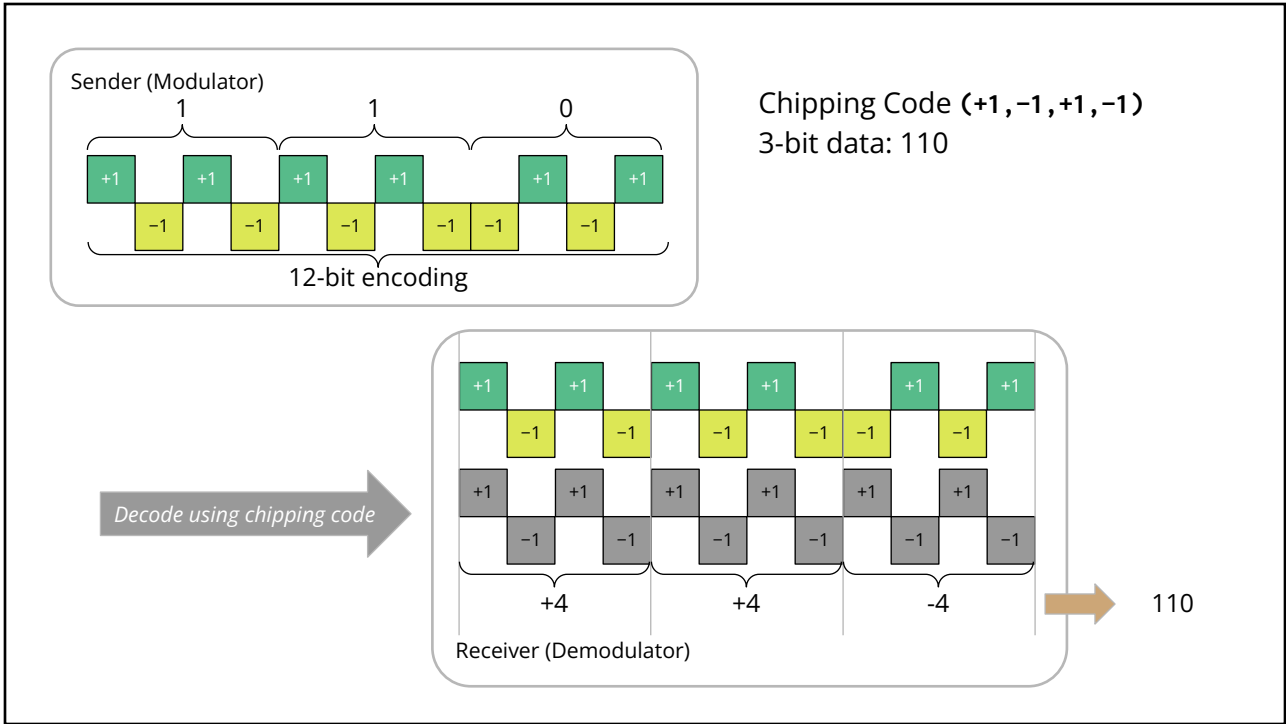 Sender (Modulator)
1 1 0
+1 +1 +1 +1 +1 +1
−1 −1 −1 −1 −1 −1
12-bit encoding
Chipping Code (+1,−1,+1,−1)
3-bit data: 110
Decode using chipping code
+1 +1 +1 +1 +1 +1
−1 −1 −1 −1 −1 −1
+1 +1 +1 +1 +1 +1
−1 −1 −1 −1 −1 −1
+4 +4 -4
Receiver (Demodulator)
110